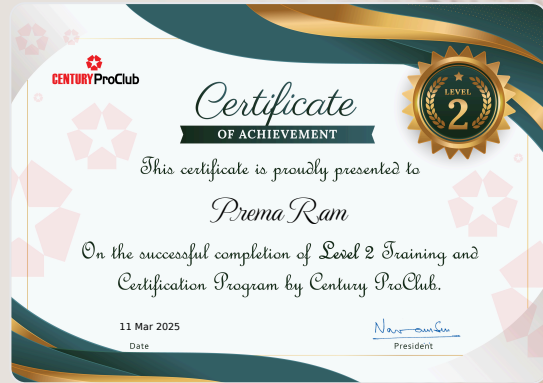 CENTURY ProClub
LEVEL
2
Certificate
OF ACHIEVEMENT
This certificate is proudly presented to
Prema Ram
On the successful completion of Level 2 Training and
Certification Program by Century ProClub.
11 Mar 2025
Date
President